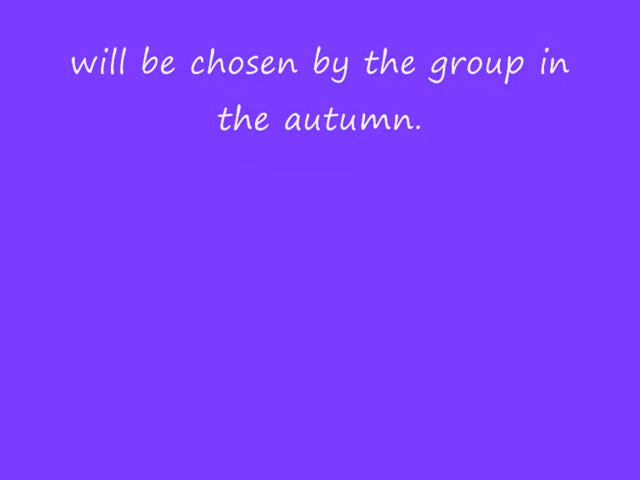 will be chosen by the group in
the autumn.